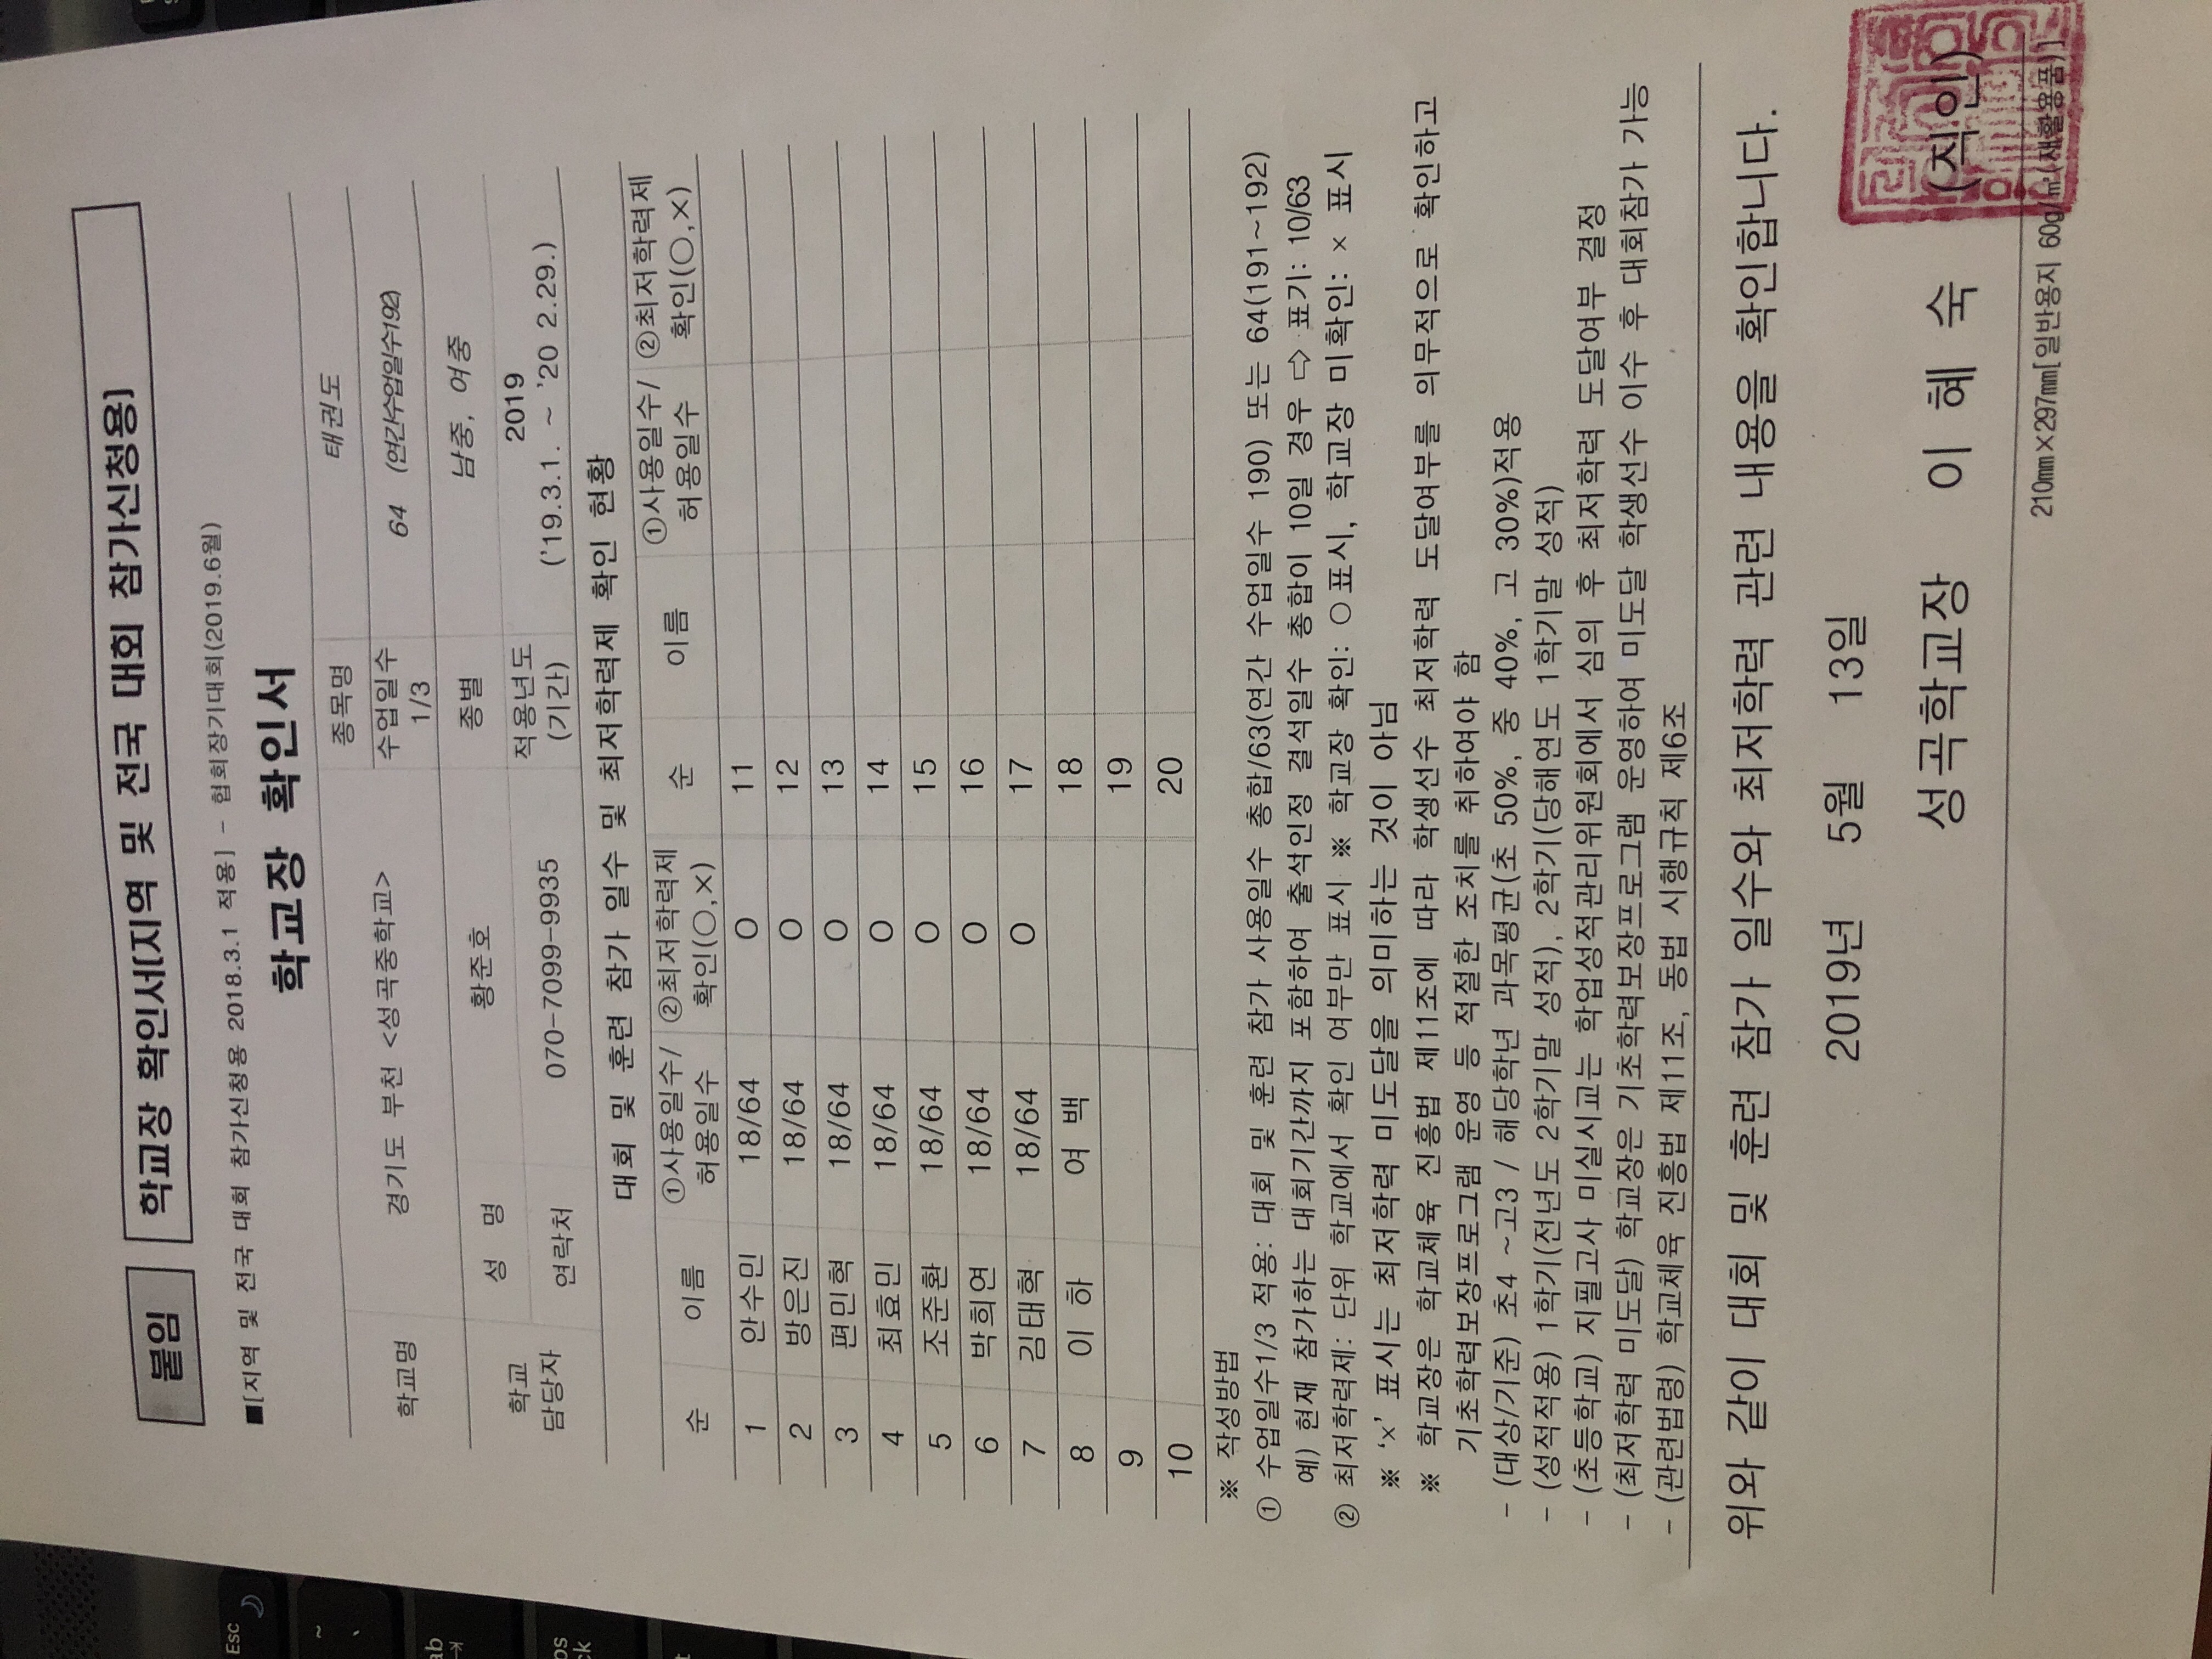 붙임
학교장 확인서(지역 및 전국 대회 참가신청용)
■[지역 및 전국 대회 참가신청용 2018.3.1 적용] - 협회장기대회(2019.6월)
학교장 확인서
학교명 경기도 부천 <성곡중학교> 종목명 태권도
수업일수 1/3 64 (연간수업일수192)
학교 담당자 성 명 황준호 종별 남중, 여중
연락처 070-7099-9935 적용년도 (기간) 2019 ('19.3.1. ~ '20 2.29.)
대회 및 훈련 참가 일수 및 최저학력제 확인 현황
순 이름 ①사용일수/허용일수 ②최저학력제 확인(○,×) 순 이름 ①사용일수/허용일수 ②최저학력제 확인(○,×)
1 안수민 18/64 O 11
2 방은진 18/64 O 12
3 편민혁 18/64 O 13
4 최효민 18/64 O 14
5 조준환 18/64 O 15
6 박희연 18/64 O 16
7 김태혁 18/64 O 17
8 이 하 여 백 18
9 19
10 20
※ 작성방법
① 수업일수1/3 적용: 대회 및 훈련 참가 사용일수 총합/63(연간 수업일수 190) 또는 64(191~192)
예) 현재 참가하는 대회기간까지 포함하여 출석인정 결석일수 총합이 10일 경우 ⇨ 표기: 10/63
② 최저학력제: 단위 학교에서 확인 여부만 표시 ※ 학교장 확인: ○ 표시, 학교장 미확인: × 표시
※ ‘x’ 표시는 최저학력 미도달을 의미하는 것이 아님
※ 학교장은 학교체육 진흥법 제11조에 따라 학생선수 최저학력 도달여부를 의무적으로 확인하고
기초학력보장프로그램 운영 등 적절한 조치를 취하여야 함
- (대상/기준) 초4 ~고3 / 해당학년 과목평균(초 50%, 중 40%, 고 30%)적용
- (성적적용) 1학기(전년도 2학기말 성적), 2학기(당해연도 1학기말 성적)
- (초등학교) 지필고사 미실시교는 학업성적관리위원회에서 심의 후 최저학력 도달여부 결정
- (최저학력 미도달) 학교장은 기초학력보장프로그램 운영하여 미도달 학생선수 이수 후 대회참가 가능
- (관련법령) 학교체육 진흥법 제11조, 동법 시행규칙 제6조
위와 같이 대회 및 훈련 참가 일수와 최저학력 관련 내용을 확인합니다.
2019년 5월 13일
성곡학교장 이 혜 숙 (직인)
210㎜×297㎜[일반용지 60g/㎡(재활용품)]
Esc
~